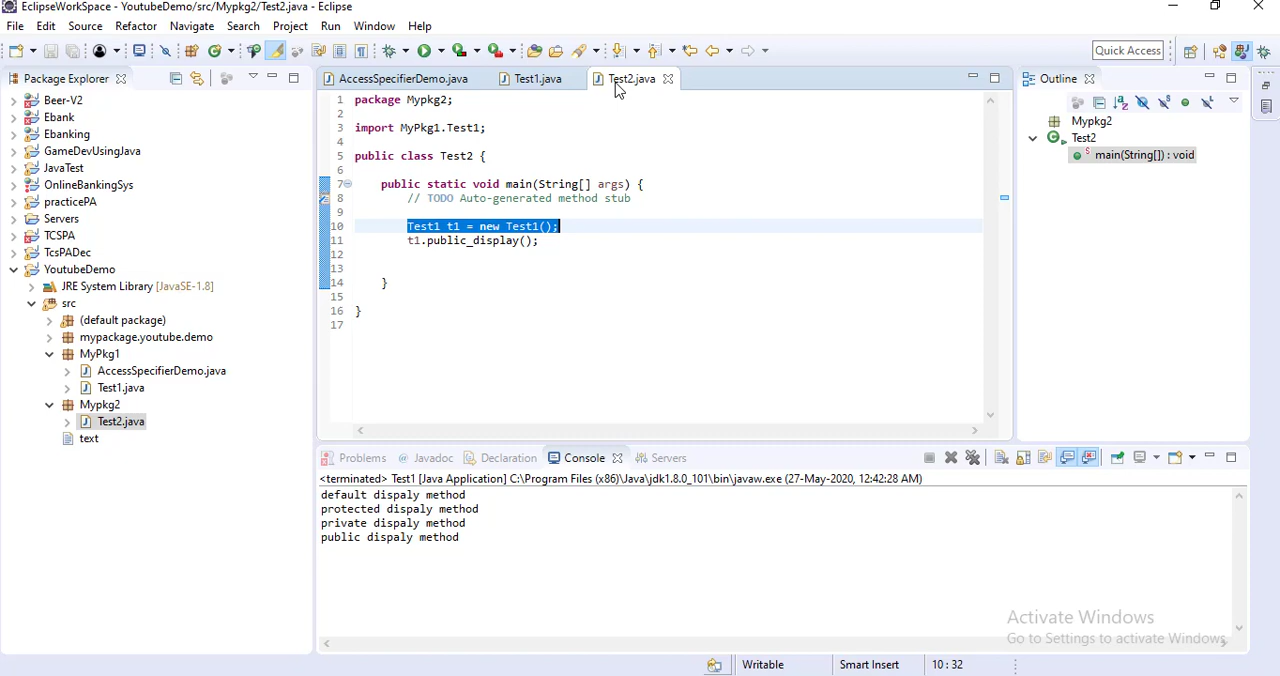 EclipseWorkSpace - YoutubeDemo/src/Mypkg2/Test2.java - Eclipse
File Edit Source Refactor Navigate Search Project Run Window Help
Quick Access
Package Explorer
Beer-V2
Ebank
Ebanking
GameDevUsingJava
JavaTest
OnlineBankingSys
practicePA
Servers
TCSPA
TcsPADec
YoutubeDemo
JRE System Library [JavaSE-1.8]
src
(default package)
mypackage.youtube.demo
MyPkg1
AccessSpecifierDemo.java
Test1.java
Mypkg2
Test2.java
text
AccessSpecifierDemo.java Test1.java Test2.java
1 package Mypkg2;
2
3 import MyPkg1.Test1;
4
5 public class Test2 {
6
7 public static void main(String[] args) {
8 // TODO Auto-generated method stub
9
10 Test1 t1 = new Test1();
11 t1.public_display();
12
13
14 }
15
16 }
17
Outline
Mypkg2
Test2
main(String[]) : void
Problems @ Javadoc Declaration Console Servers
<terminated> Test1 [Java Application] C:\Program Files (x86)\Java\jdk1.8.0_101\bin\javaw.exe (27-May-2020, 12:42:28 AM)
default dispaly method
protected dispaly method
private dispaly method
public dispaly method
Activate Windows
Go to Settings to activate Windows.
Writable Smart Insert 10 : 32